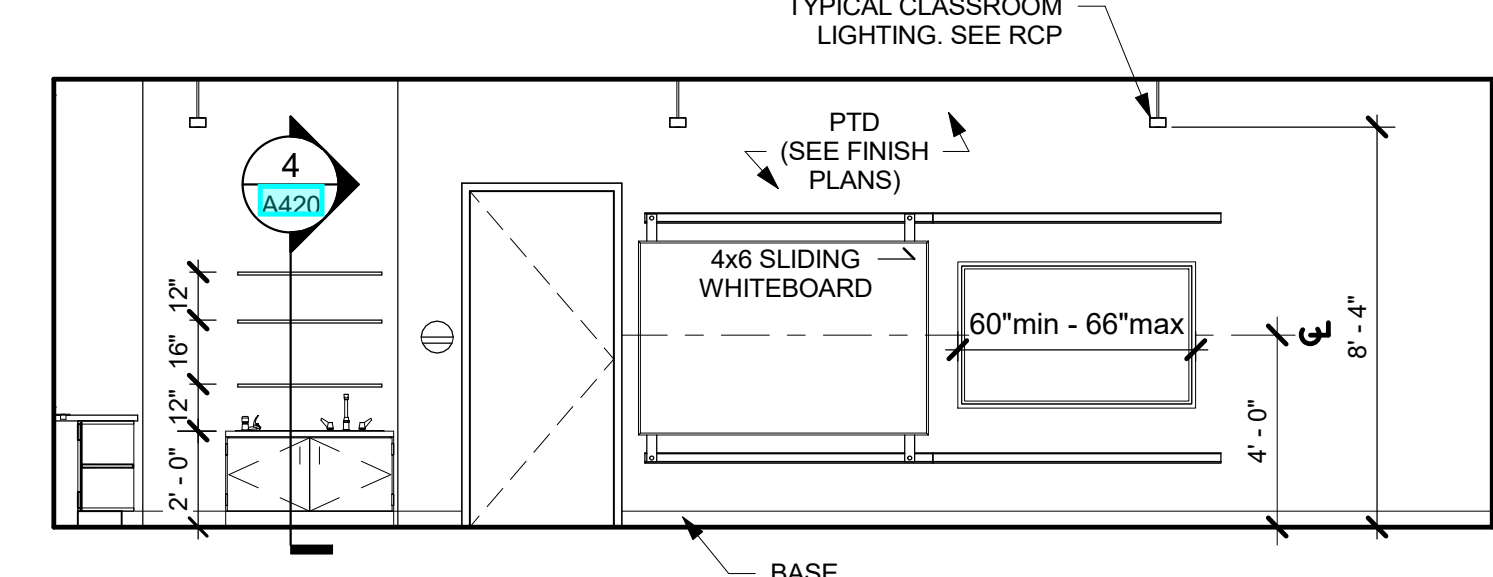 TYPICAL CLASSROOM
LIGHTING. SEE RCP
PTD
(SEE FINISH
PLANS)
4
A420
4x6 SLIDING
WHITEBOARD
60"min - 66"max
12"
16"
12"
2' - 0"
CL
8' - 4"
4' - 0"
BASE